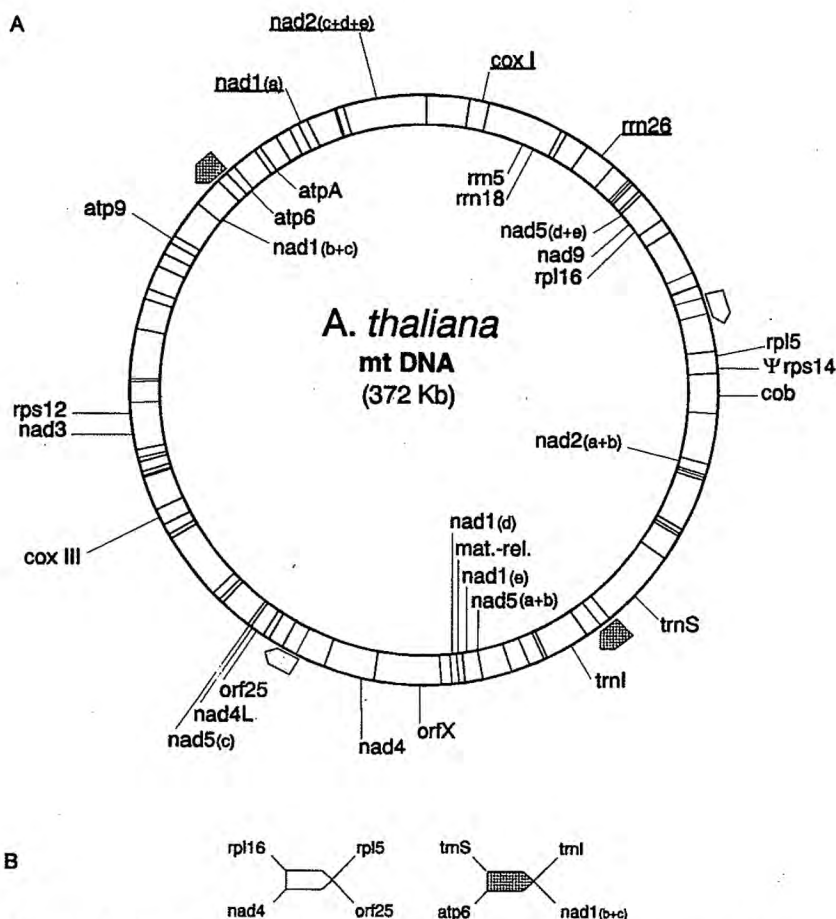 A
nad2(c+d+e)
cox I
nad1(a)
rrn26
rrn5
rrn18
atpA
atp6
atp9
nad1(b+c)
nad5(d+e)
nad9
rpl16
A. thaliana
mt DNA
(372 Kb)
rpl5
Ψ rps14
cob
rps12
nad3
nad2(a+b)
cox III
nad1(d)
mat.-rel.
nad1(e)
nad5(a+b)
trnS
trnI
orf25
nad4L
nad5(c)
nad4
orfX
B
rpl16
rpl5
trnS
trnI
nad4
orf25
atp6
nad1(b+c)